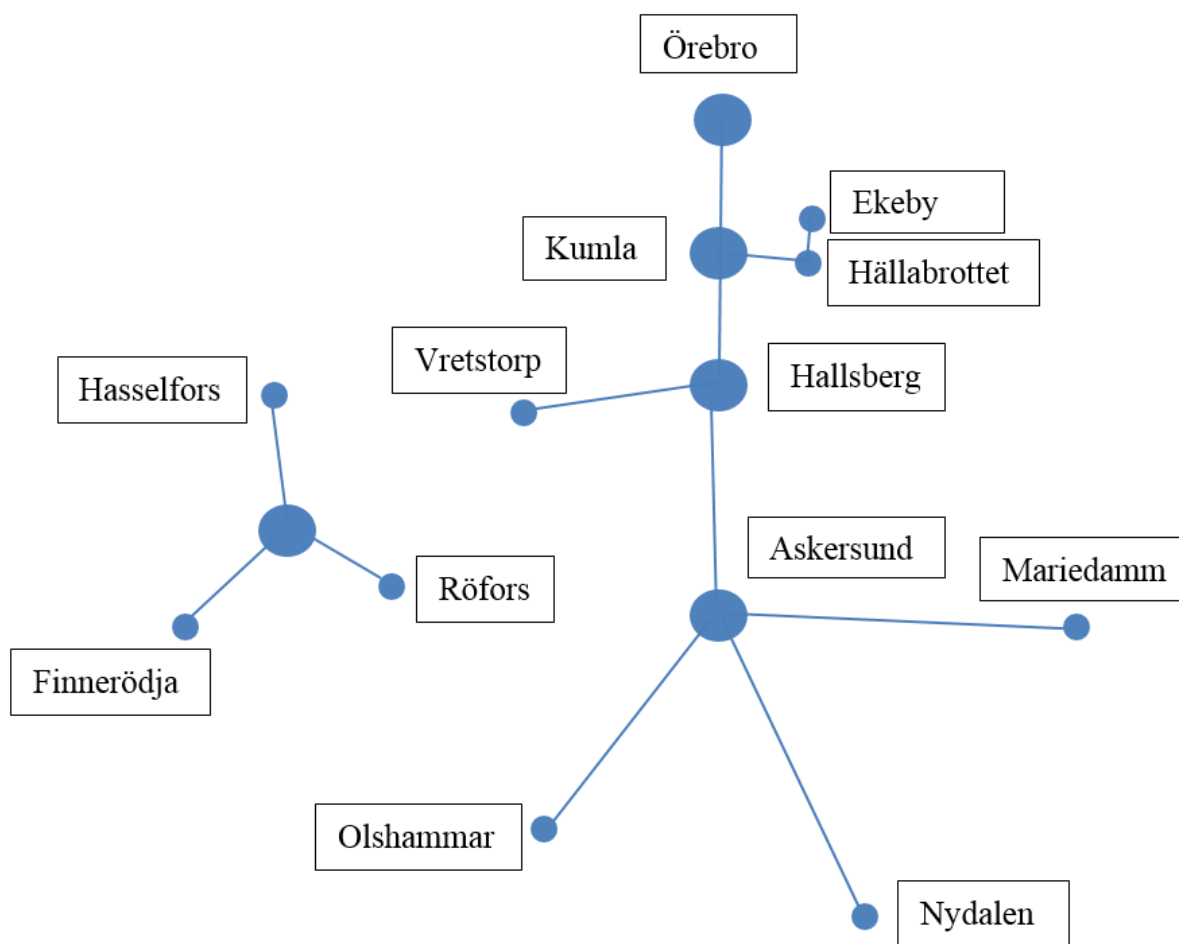 Örebro
Ekeby
Kumla
Hällabrottet
Vretstorp
Hallsberg
Hasselfors
Askersund
Mariedamm
Röfors
Finnerödja
Olshammar
Nydalen